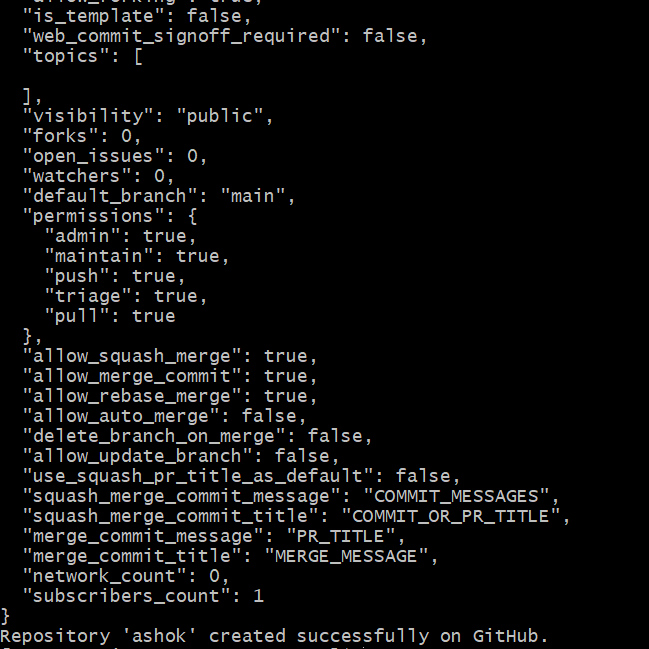 "is_template": false,
"web_commit_signoff_required": false,
"topics": [
],
"visibility": "public",
"forks": 0,
"open_issues": 0,
"watchers": 0,
"default_branch": "main",
"permissions": {
"admin": true,
"maintain": true,
"push": true,
"triage": true,
"pull": true
},
"allow_squash_merge": true,
"allow_merge_commit": true,
"allow_rebase_merge": true,
"allow_auto_merge": false,
"delete_branch_on_merge": false,
"allow_update_branch": false,
"use_squash_pr_title_as_default": false,
"squash_merge_commit_message": "COMMIT_MESSAGES",
"squash_merge_commit_title": "COMMIT_OR_PR_TITLE",
"merge_commit_message": "PR_TITLE",
"merge_commit_title": "MERGE_MESSAGE",
"network_count": 0,
"subscribers_count": 1
}
Repository 'ashok' created successfully on GitHub.